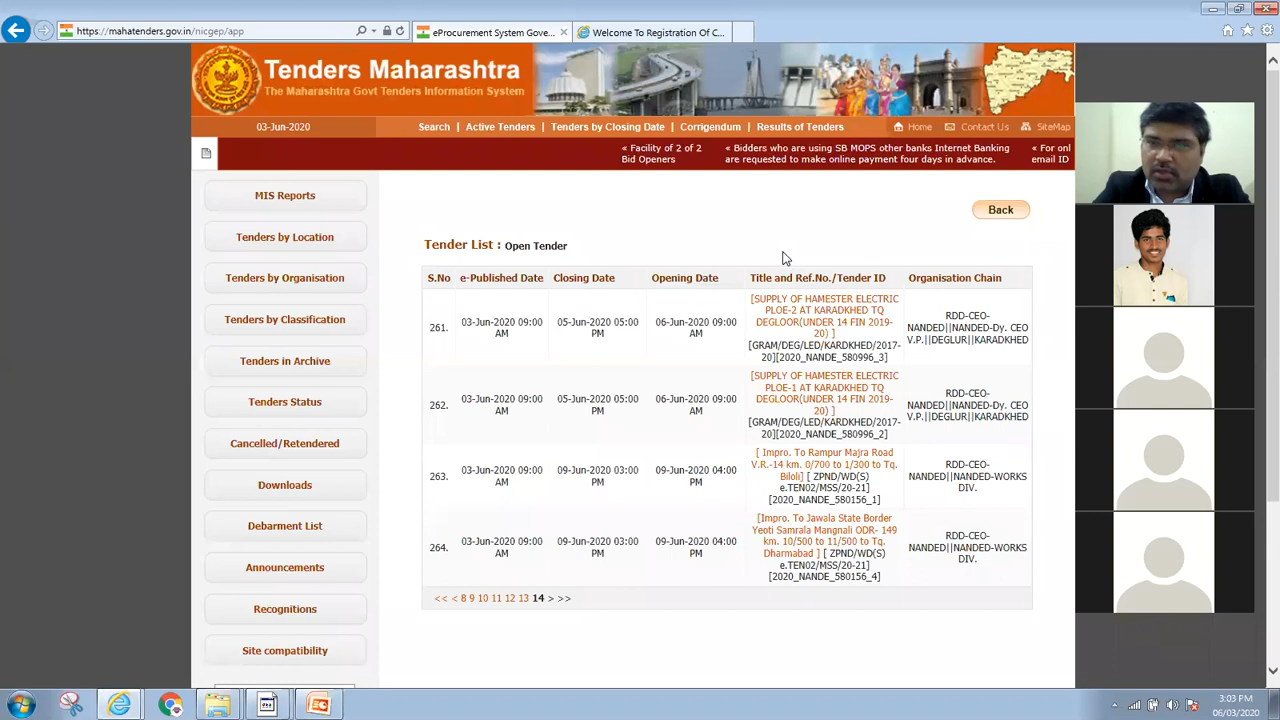 https://mahatenders.gov.in/nicgep/app
eProcurement System Gove...
Welcome To Registration Of C...
Tenders Maharashtra
The Maharashtra Govt Tenders Information System
03-Jun-2020
Search | Active Tenders | Tenders by Closing Date | Corrigendum | Results of Tenders
Home Contact Us SiteMap
« Facility of 2 of 2
Bid Openers
« Bidders who are using SB MOPS other banks Internet Banking
are requested to make online payment four days in advance.
« For onl
email ID
MIS Reports
Tenders by Location
Tenders by Organisation
Tenders by Classification
Tenders in Archive
Tenders Status
Cancelled/Retendered
Downloads
Debarment List
Announcements
Recognitions
Site compatibility
Back
Tender List : Open Tender
S.No e-Published Date Closing Date Opening Date Title and Ref.No./Tender ID Organisation Chain
261.
03-Jun-2020 09:00
AM
05-Jun-2020 05:00
PM
06-Jun-2020 09:00
AM
[SUPPLY OF HAMESTER ELECTRIC
PLOE-2 AT KARADKHED TQ
DEGLOOR(UNDER 14 FIN 2019-
20) ]
[GRAM/DEG/LED/KARDKHED/2017-
20][2020_NANDE_580996_3]
RDD-CEO-
NANDED||NANDED-Dy. CEO
V.P.||DEGLUR||KARADKHED
262.
03-Jun-2020 09:00
AM
05-Jun-2020 05:00
PM
06-Jun-2020 09:00
AM
[SUPPLY OF HAMESTER ELECTRIC
PLOE-1 AT KARADKHED TQ
DEGLOOR(UNDER 14 FIN 2019-
20) ]
[GRAM/DEG/LED/KARDKHED/2017-
20][2020_NANDE_580996_2]
RDD-CEO-
NANDED||NANDED-Dy. CEO
V.P.||DEGLUR||KARADKHED
263.
03-Jun-2020 09:00
AM
09-Jun-2020 03:00
PM
09-Jun-2020 04:00
PM
[ Impro. To Rampur Majra Road
V.R.-14 km. 0/700 to 1/300 to Tq.
Biloli] [ ZPND/WD(S)
e.TEN02/MSS/20-21]
[2020_NANDE_580156_1]
RDD-CEO-
NANDED||NANDED-WORKS
DIV.
264.
03-Jun-2020 09:00
AM
09-Jun-2020 03:00
PM
09-Jun-2020 04:00
PM
[Impro. To Jawala State Border
Yeoti Samrala Mangnali ODR- 149
km. 10/500 to 11/500 to Tq.
Dharmabad ] [ ZPND/WD(S)
e.TEN02/MSS/20-21]
[2020_NANDE_580156_4]
RDD-CEO-
NANDED||NANDED-WORKS
DIV.
<< < 8 9 10 11 12 13 14 > >>
3:03 PM
06/03/2020